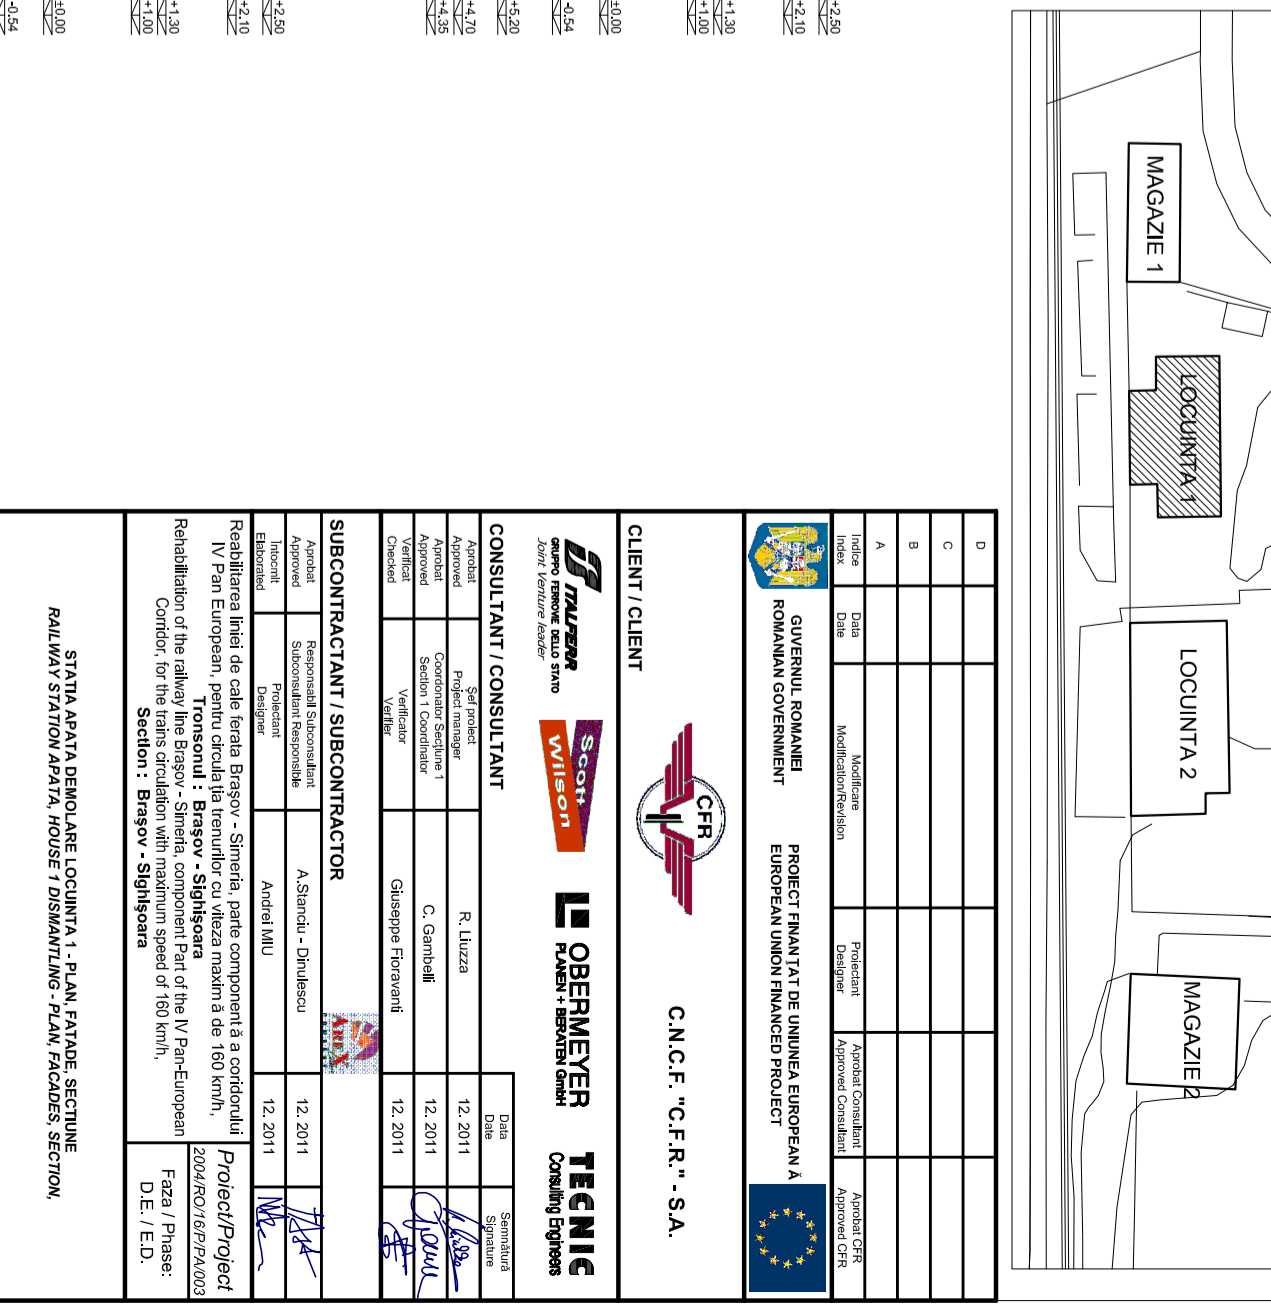 MAGAZIE 1
LOCUINTA 1
LOCUINTA 2
MAGAZIE 2
+2.50
+2.10
+1.30
+1.00
±0.00
-0.54
+5.20
+4.70
+4.35
+2.50
+2.10
+1.30
+1.00
±0.00
-0.54
D
C
B
A
Indice
Index
Data
Date
Modificare
Modification/Revision
Proiectant
Designer
Aprobat Consultant
Approved Consultant
Aprobat CFR
Approved CFR
GUVERNUL ROMANIEI
ROMANIAN GOVERNMENT
PROIECT FINANȚAT DE UNIUNEA EUROPEAN Ă
EUROPEAN UNION FINANCED PROJECT
CLIENT / CLIENT
CFR
C.N.C.F. "C.F.R." - S.A.
ITALFERR
GRUPPO FERROVIE DELLO STATO
Joint Venture leader
Scott
Wilson
OBERMEYER
PLANEN + BERATEN GmbH
TECNIC
Consulting Engineers
CONSULTANT / CONSULTANT
Data
Date
Semnătură
Signature
Aprobat
Approved
Șef proiect
Project manager
R. Liuzza
12. 2011
Aprobat
Approved
Coordonator Secțiune 1
Section 1 Coordinator
C. Gambelli
12. 2011
Verificat
Checked
Verificator
Verifier
Giuseppe Fioravanti
12. 2011
SUBCONTRACTANT / SUBCONTRACTOR
Aprobat
Approved
Responsabil Subconsultant
Subconsultant Responsible
A.Stanciu - Dinulescu
12. 2011
Întocmit
Elaborated
Proiectant
Designer
Andrei MIU
12. 2011
Reabilitarea liniei de cale ferata Brașov - Simeria, parte component ă a coridorului
IV Pan European, pentru circula ția trenurilor cu viteza maxim ă de 160 km/h,
Tronsonul : Brașov - Sighișoara
Rehabilitation of the railway line Brașov - Simeria, component Part of the IV Pan-European
Corridor, for the trains circulation with maximum speed of 160 km/h,
Section : Brașov - Sighișoara
Proiect/Project
2004/RO/16/P/PA/003
Faza / Phase:
D.E. / E.D.
STATIA APATA DEMOLARE LOCUINTA 1 - PLAN, FATADE, SECTIUNE
RAILWAY STATION APATA, HOUSE 1 DISMANTLING - PLAN, FACADES, SECTION,